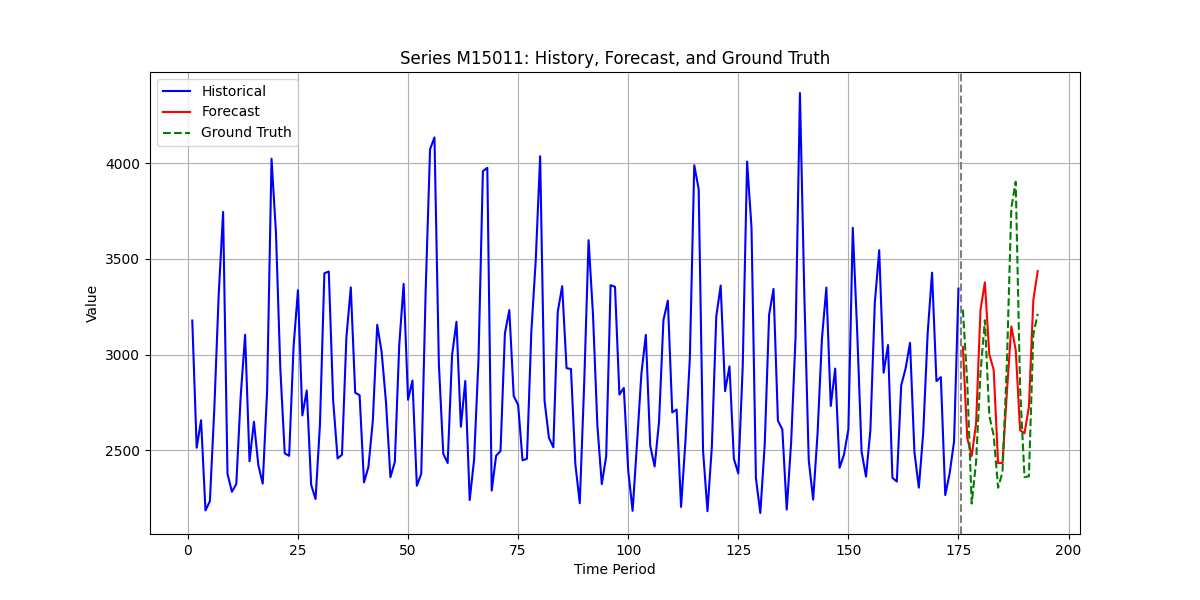 Series M15011: History, Forecast, and Ground Truth
Historical
Forecast
Ground Truth
Value
4000
3500
3000
2500
0 25 50 75 100 125 150 175 200
Time Period